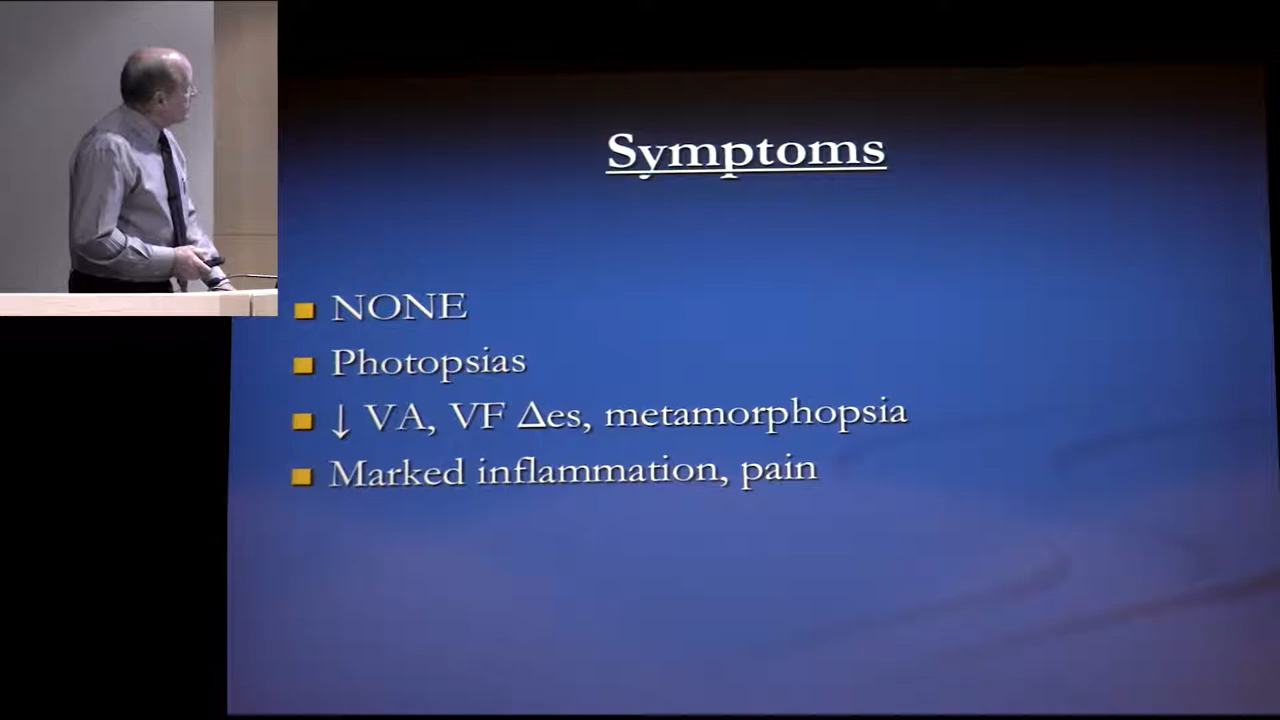 Symptoms
NONE
Photopsias
↓ VA, VF Δes, metamorphopsia
Marked inflammation, pain